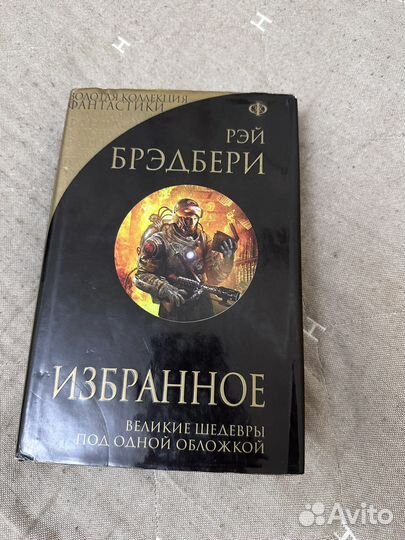 ЗОЛОТАЯ КОЛЛЕКЦИЯ
ФАНТАСТИКИ
РЭЙ
БРЭДБЕРИ
ИЗБРАННОЕ
ВЕЛИКИЕ ШЕДЕВРЫ
ПОД ОДНОЙ ОБЛОЖКОЙ
Avito